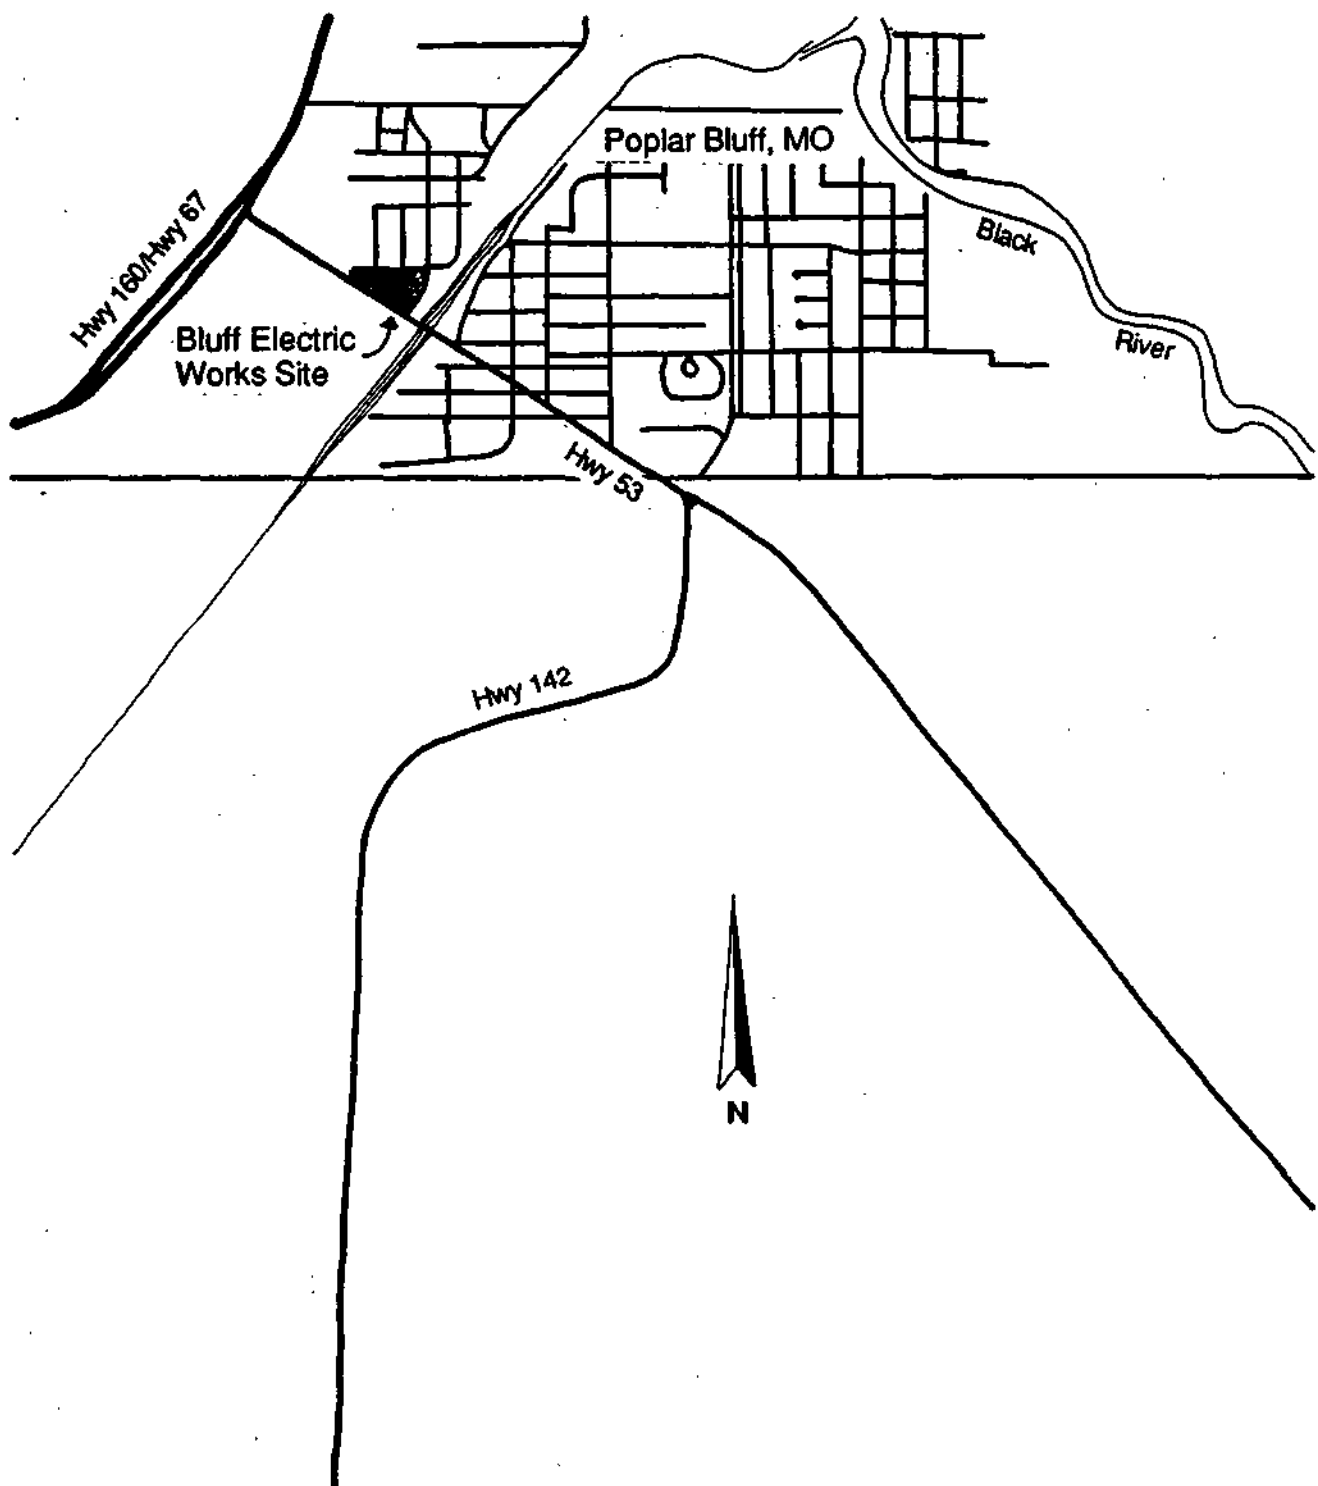 Poplar Bluff, MO
Hwy 160/Hwy 67
Black
River
Bluff Electric
Works Site
Hwy 53
Hwy 142
N